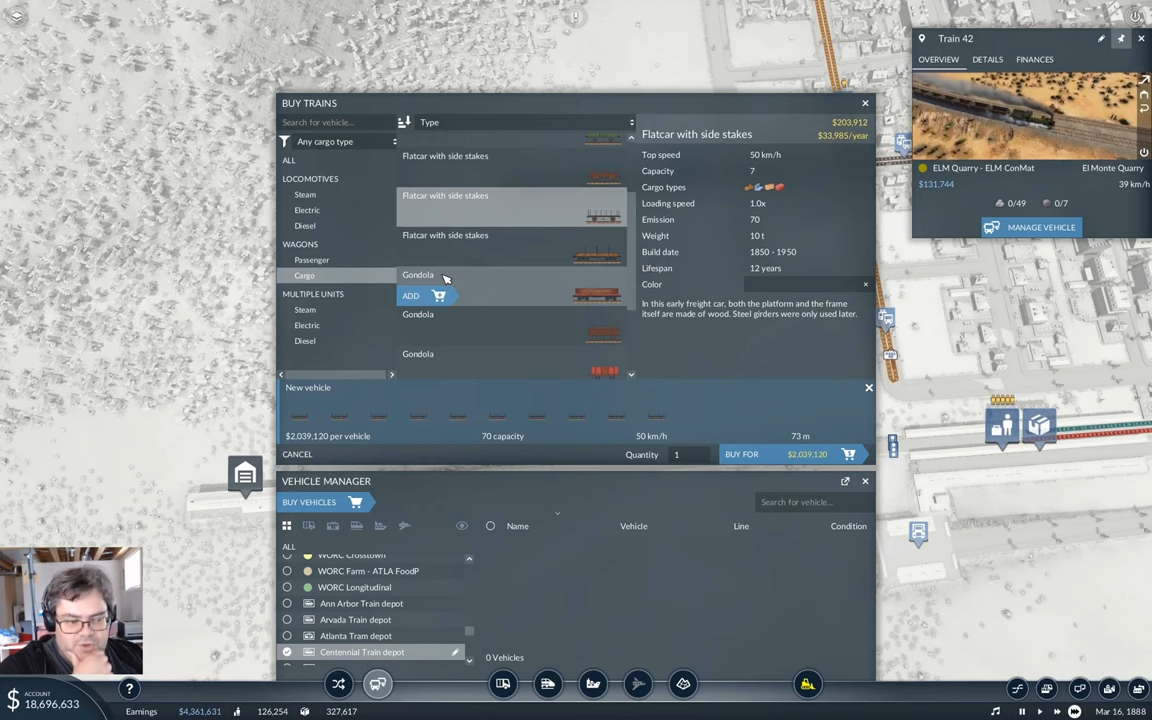 Train 42
OVERVIEW DETAILS FINANCES
ELM Quarry - ELM ConMat El Monte Quarry
$131,744 39 km/h
0/49 0/7
MANAGE VEHICLE
BUY TRAINS
Search for vehicle... Type
Any cargo type
ALL
LOCOMOTIVES
Steam
Electric
Diesel
WAGONS
Passenger
Cargo
MULTIPLE UNITS
Steam
Electric
Diesel
Flatcar with side stakes
Flatcar with side stakes
Flatcar with side stakes
Gondola
ADD
Gondola
Gondola
$203,912
Flatcar with side stakes
$33,985/year
Top speed 50 km/h
Capacity 7
Cargo types
Loading speed 1.0x
Emission 70
Weight 10 t
Build date 1850 - 1950
Lifespan 12 years
Color
In this early freight car, both the platform and the frame
itself are made of wood. Steel girders were only used later.
New vehicle
$2,039,120 per vehicle 70 capacity 50 km/h 73 m
CANCEL Quantity 1 BUY FOR $2,039,120
VEHICLE MANAGER
BUY VEHICLES Search for vehicle...
Name Vehicle Line Condition
ALL
WORC Crosstown
WORC Farm - ATLA FoodP
WORC Longitudinal
Ann Arbor Train depot
Arvada Train depot
Atlanta Tram depot
Centennial Train depot
0 Vehicles
$ ACCOUNT
18,696,633
?
Earnings $4,361,631 126,254 327,617 Mar 16, 1888